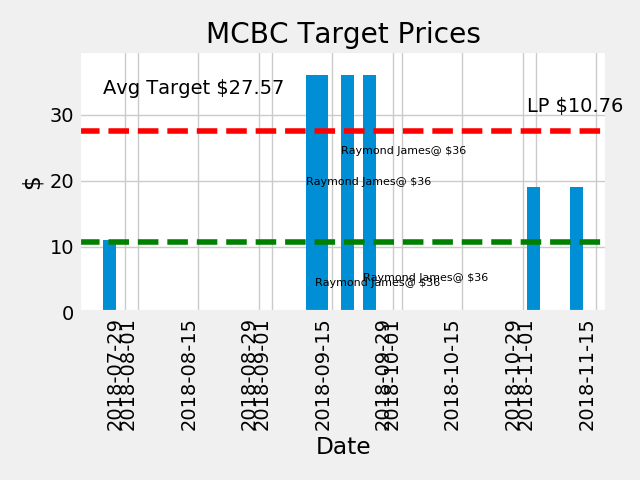 MCBC Target Prices
Avg Target $27.57
LP $10.76
Raymond James@ $36
Raymond James@ $36
Raymond James@ $36
Raymond James@ $36
$
30
20
10
0
2018-07-29
2018-08-01
2018-08-15
2018-08-29
2018-09-01
2018-09-15
2018-09-29
2018-10-01
2018-10-15
2018-10-29
2018-11-01
2018-11-15
Date